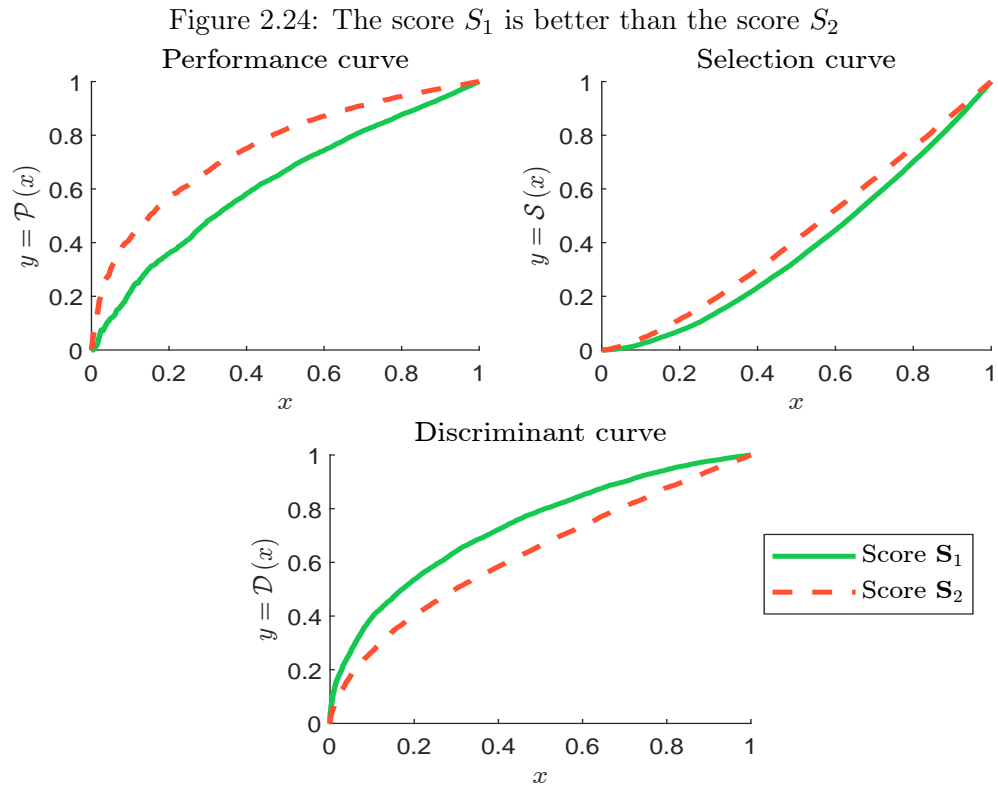 Figure 2.24: The score S₁ is better than the score S₂
Performance curve
1
0.8
0.6
0.4
0.2
0
y = 𝒫 (x)
0 0.2 0.4 0.6 0.8 1
x
Selection curve
1
0.8
0.6
0.4
0.2
0
y = 𝒮 (x)
0 0.2 0.4 0.6 0.8 1
x
Discriminant curve
1
0.8
0.6
0.4
0.2
0
y = 𝒟 (x)
0 0.2 0.4 0.6 0.8 1
x
Score S₁
Score S₂